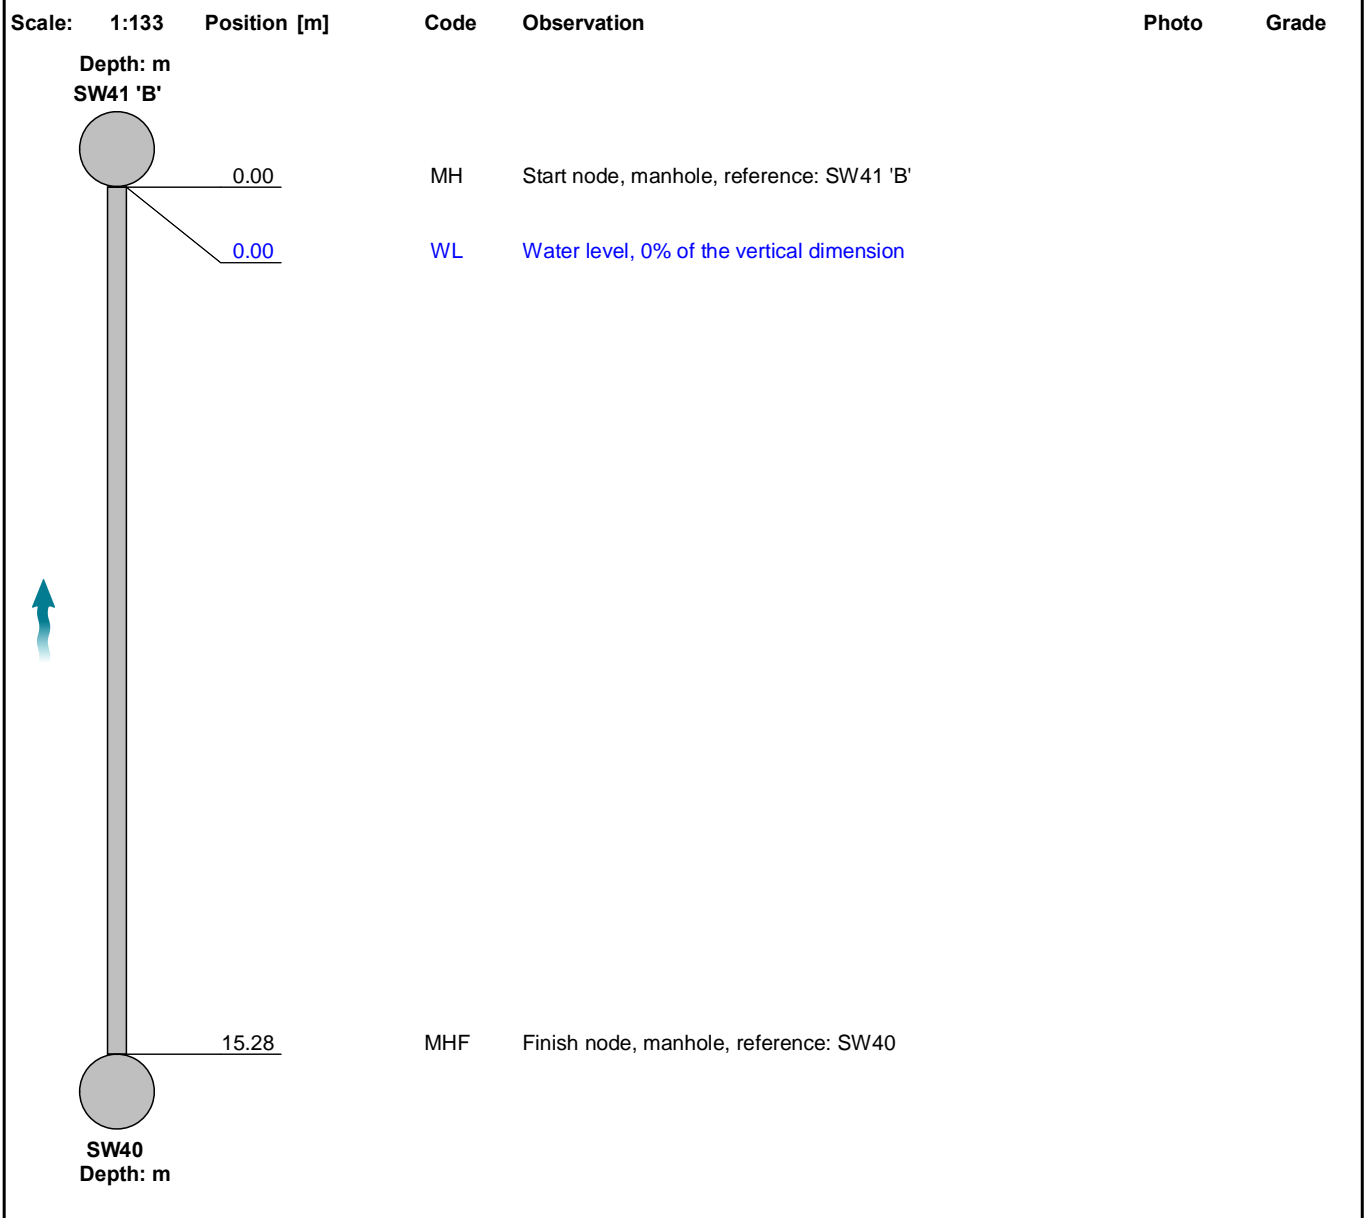 Scale: 1:133 Position [m] Code Observation Photo Grade
Depth: m
SW41 'B'
0.00 MH Start node, manhole, reference: SW41 'B'
0.00 WL Water level, 0% of the vertical dimension
15.28 MHF Finish node, manhole, reference: SW40
SW40
Depth: m